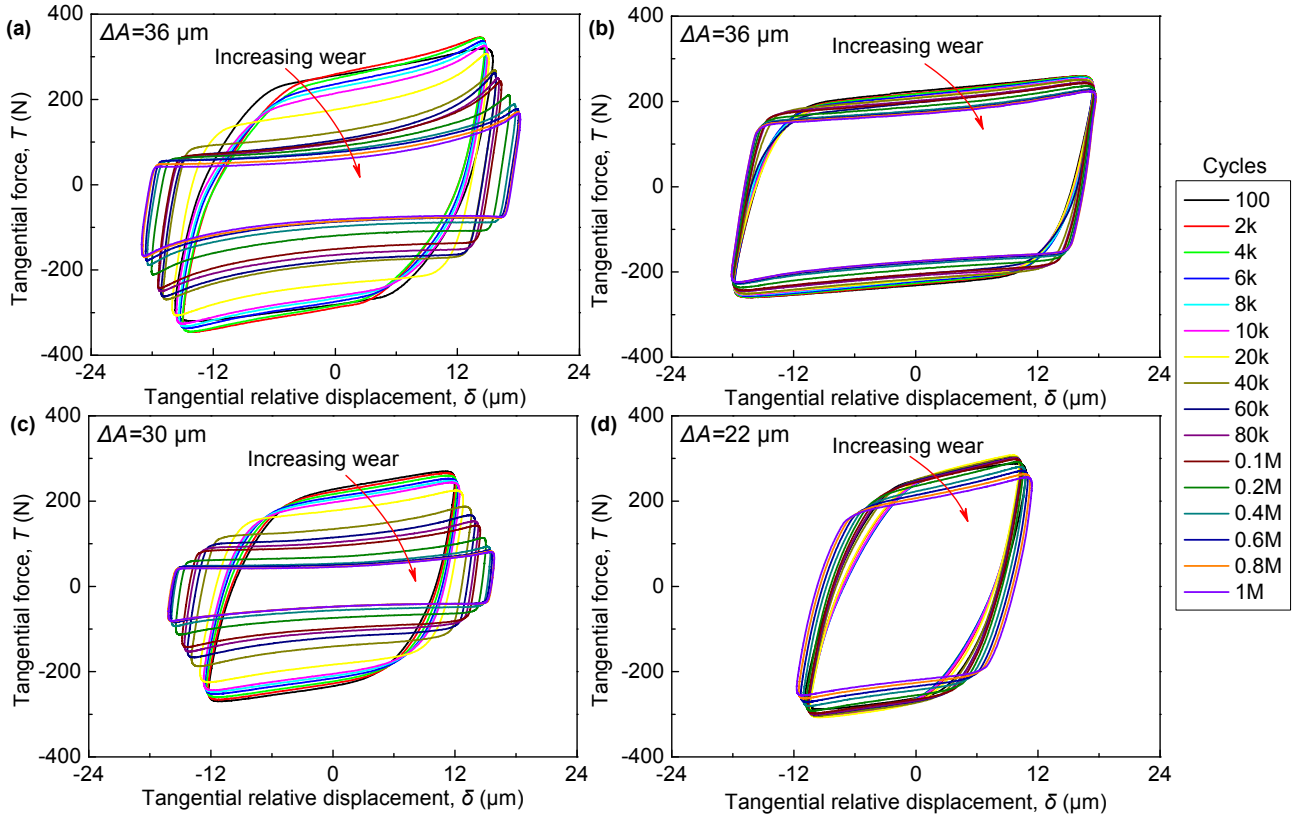 (a)
ΔA=36 μm
Increasing wear
400
200
0
-200
-400
Tangential force, T (N)
-24
-12
0
12
24
Tangential relative displacement, δ (μm)
(b)
ΔA=36 μm
Increasing wear
400
200
0
-200
-400
Tangential force, T (N)
-24
-12
0
12
24
Tangential relative displacement, δ (μm)
(c)
ΔA=30 μm
Increasing wear
400
200
0
-200
-400
Tangential force, T (N)
-24
-12
0
12
24
Tangential relative displacement, δ (μm)
(d)
ΔA=22 μm
Increasing wear
400
200
0
-200
-400
Tangential force, T (N)
-24
-12
0
12
24
Tangential relative displacement, δ (μm)
Cycles
100
2k
4k
6k
8k
10k
20k
40k
60k
80k
0.1M
0.2M
0.4M
0.6M
0.8M
1M